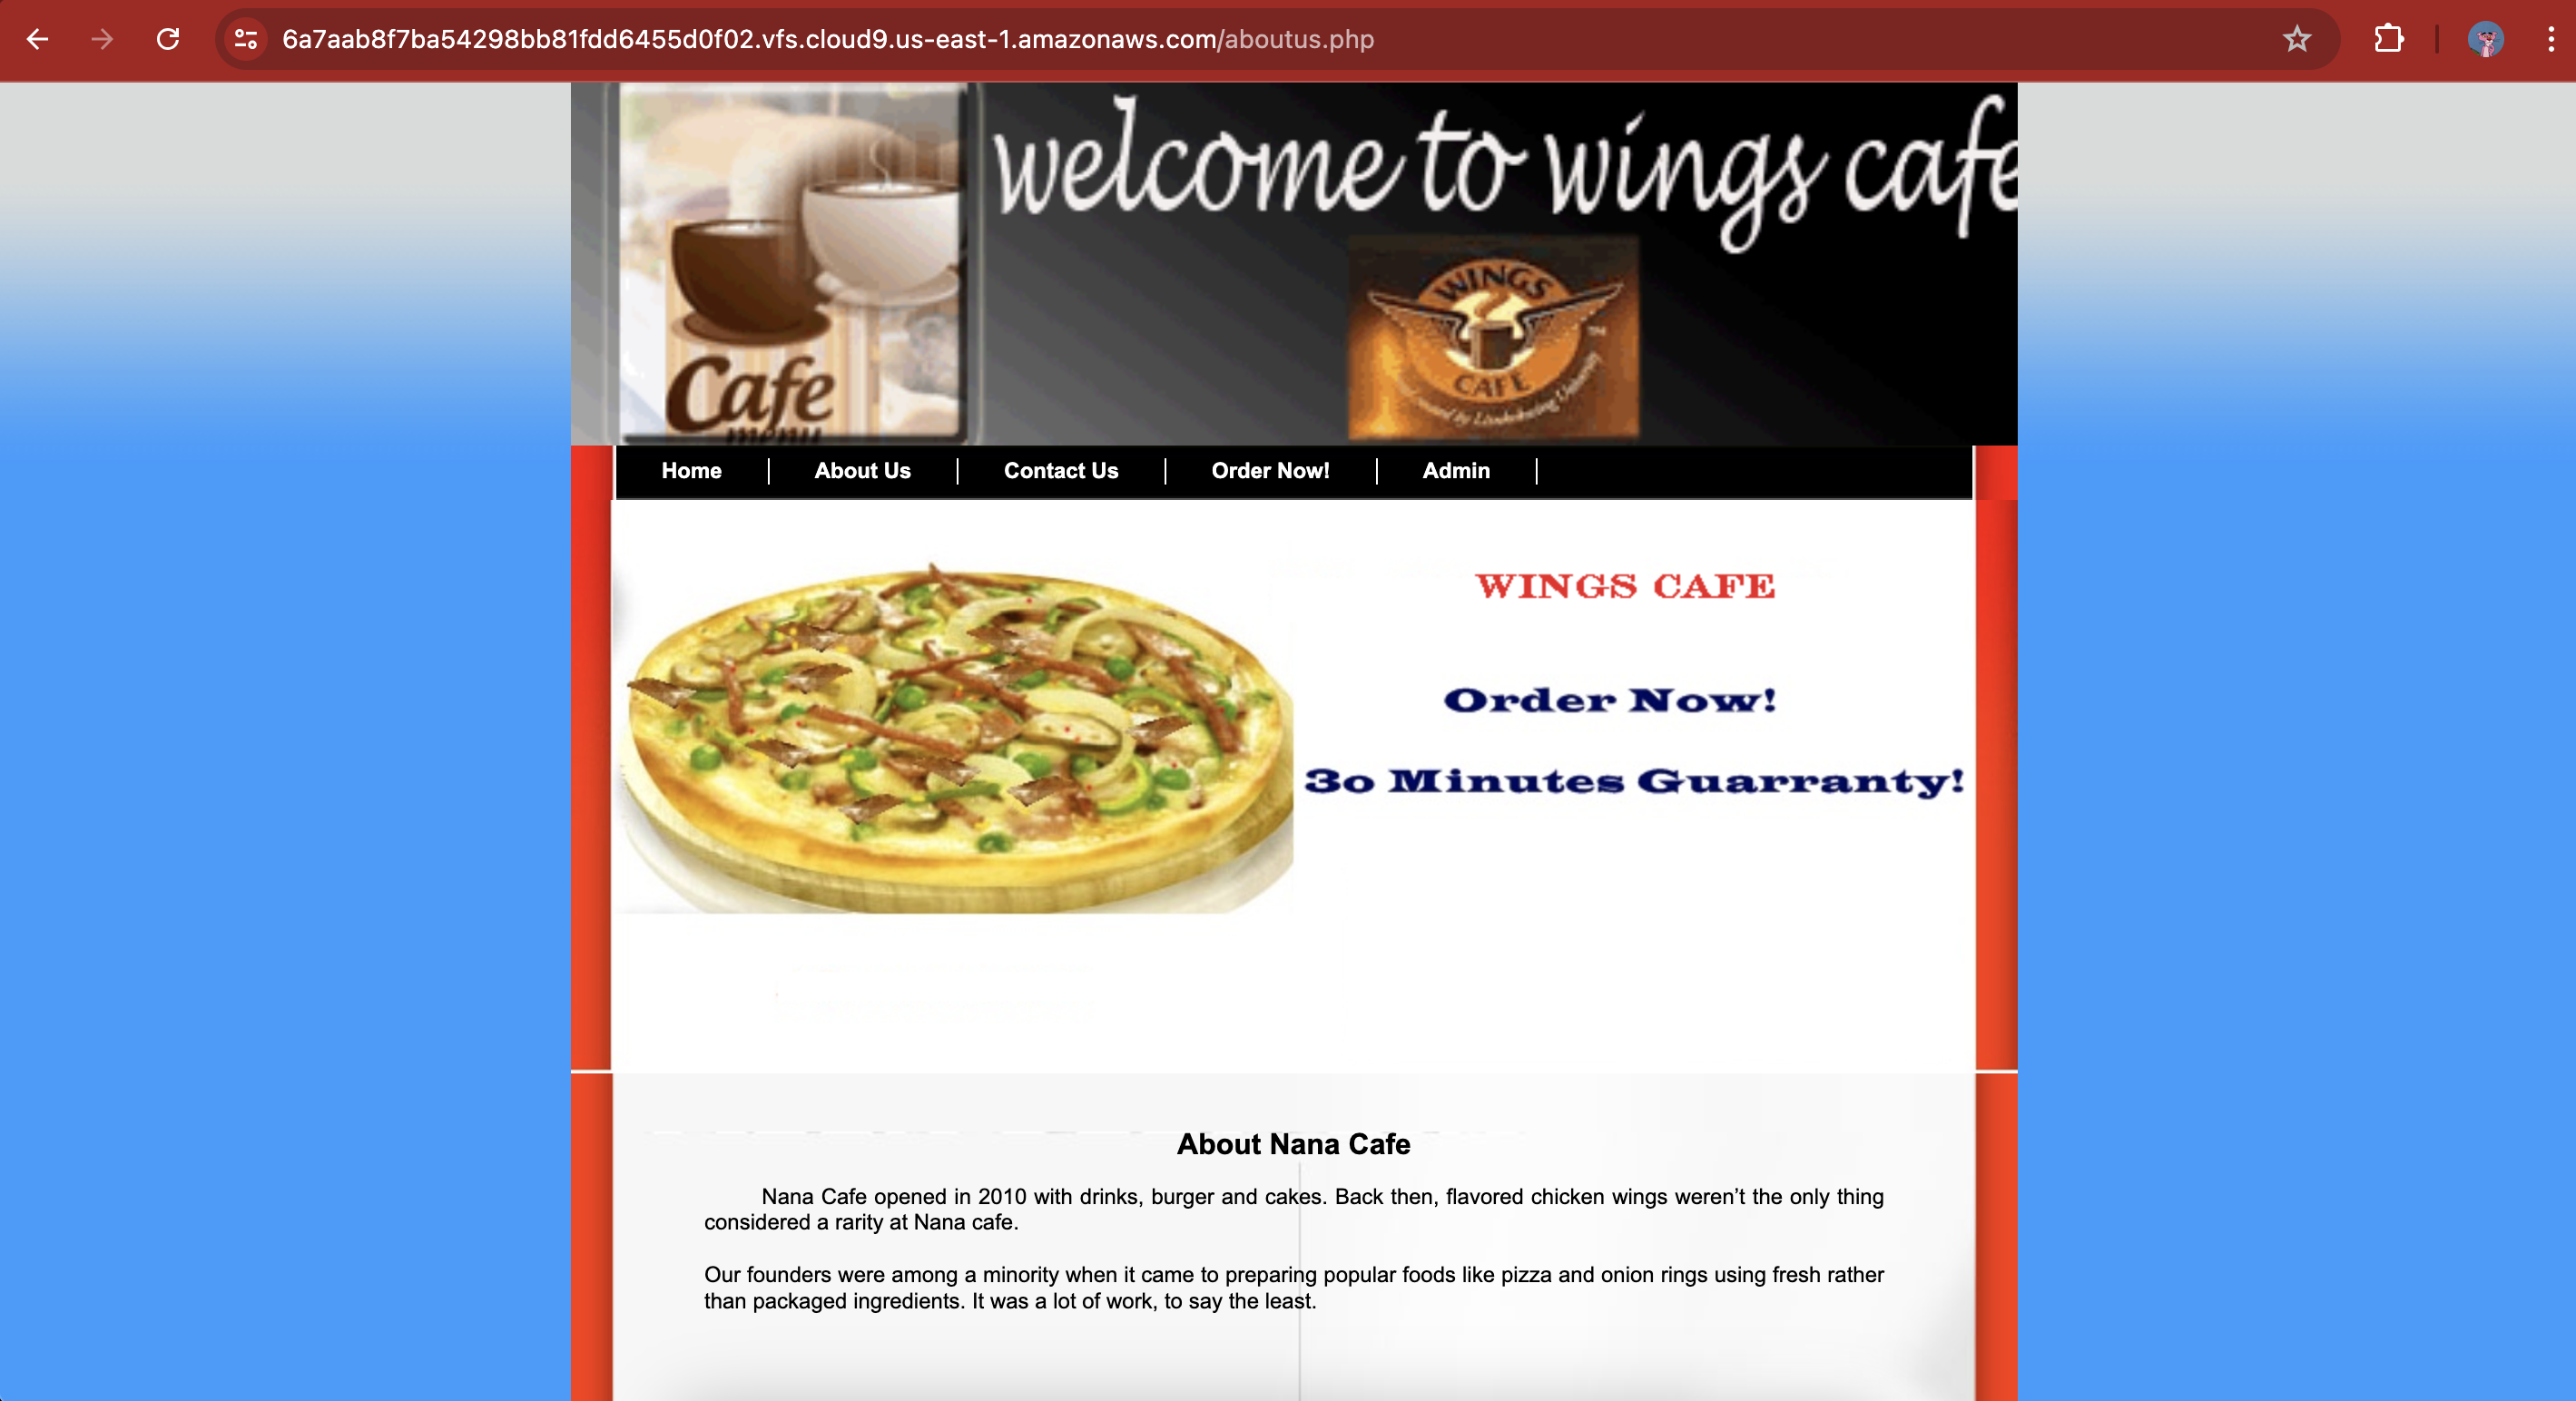 6a7aab8f7ba54298bb81fdd6455d0f02.vfs.cloud9.us-east-1.amazonaws.com/aboutus.php
welcome to wings cafe
Cafe
menu
WINGS
CAFE
TM
Home
About Us
Contact Us
Order Now!
Admin
WINGS CAFE
Order Now!
30 Minutes Guarranty!
About Nana Cafe
Nana Cafe opened in 2010 with drinks, burger and cakes. Back then, flavored chicken wings weren’t the only thing
considered a rarity at Nana cafe.
Our founders were among a minority when it came to preparing popular foods like pizza and onion rings using fresh rather
than packaged ingredients. It was a lot of work, to say the least.